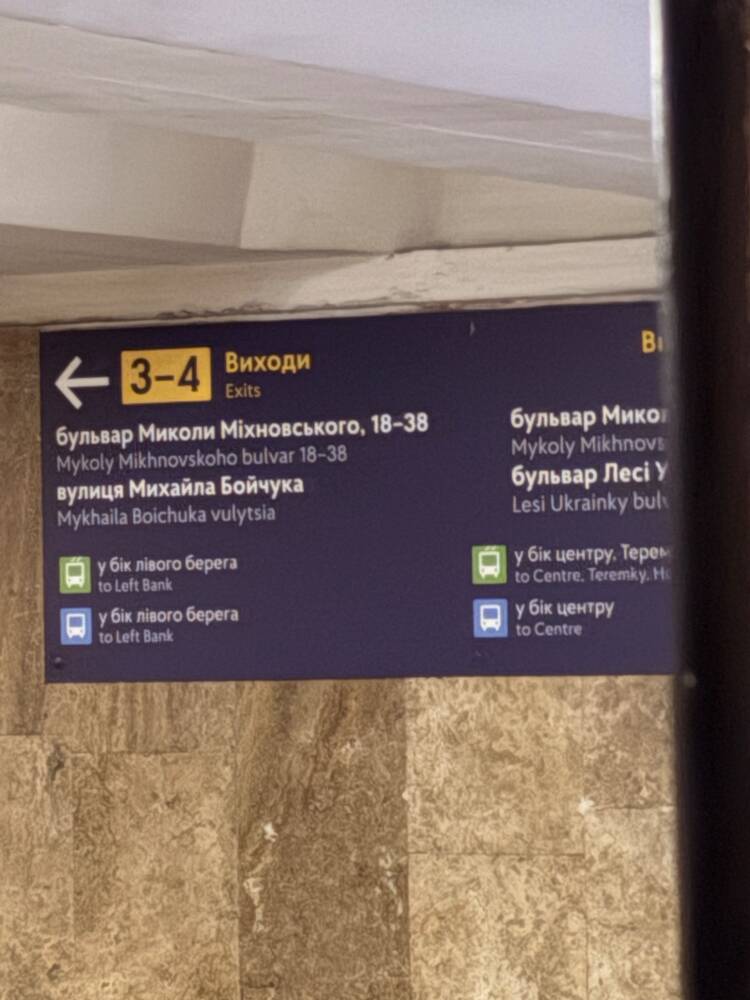 3–4 Виходи
Exits
бульвар Миколи Міхновського, 18–38
Mykoly Mikhnovskoho bulvar 18–38
вулиця Михайла Бойчука
Mykhaila Boichuka vulytsia
у бік лівого берега
to Left Bank
у бік лівого берега
to Left Bank
бульвар
Mykoly
бульвар Лесі
Lesi Ukrainky
у бік центру,
to Centre, Teremky,
у бік центру
to Centre